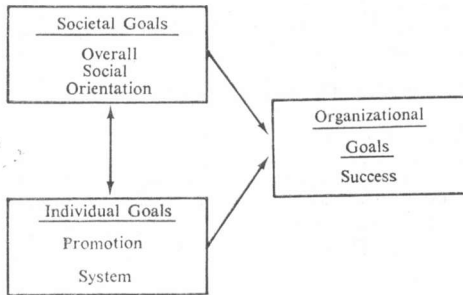 Societal Goals
Overall
Social
Orientation
Organizational
Goals
Success
Individual Goals
Promotion
System